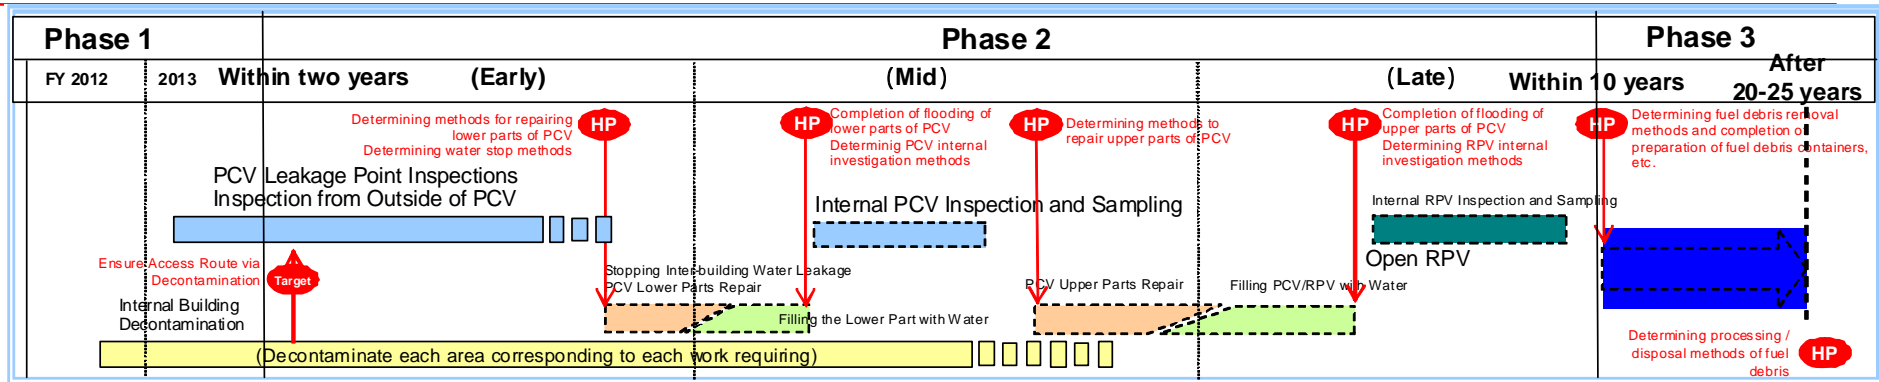 Phase 1
Phase 2
Phase 3
FY 2012
2013
Within two years
(Early)
(Mid)
(Late)
Within 10 years
After
20-25 years
Determining methods for repairing
lower parts of PCV
Determining water stop methods
HP
HP
Completion of flooding of
lower parts of PCV
Determining PCV internal
investigation methods
HP
Determining methods to
repair upper parts of PCV
HP
Completion of flooding of
upper parts of PCV
Determining RPV internal
investigation methods
HP
Determining fuel debris removal
methods and completion of
preparation of fuel debris containers,
etc.
PCV Leakage Point Inspections
Inspection from Outside of PCV
Internal PCV Inspection and Sampling
Internal RPV Inspection and Sampling
Open RPV
Ensure Access Route via
Decontamination
Target
Stopping Inter-building Water Leakage
PCV Lower Parts Repair
PCV Upper Parts Repair
Filling PCV/RPV with Water
Internal Building
Decontamination
Filling the Lower Part with Water
(Decontaminate each area corresponding to each work requiring)
Determining processing /
disposal methods of fuel
debris
HP